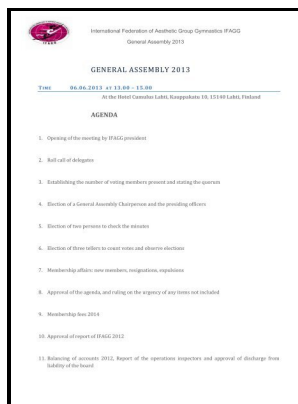 IFAGG
International Federation of Aesthetic Group Gymnastics IFAGG
General Assembly 2013
GENERAL ASSEMBLY 2013
TIME 06.06.2013 AT 13.00 – 15.00
At the Hotel Cumulus Lahti, Kauppakatu 10, 15140 Lahti, Finland
AGENDA
1. Opening of the meeting by IFAGG president
2. Roll call of delegates
3. Establishing the number of voting members present and stating the quorum
4. Election of a General Assembly Chairperson and the presiding officers
5. Election of two persons to check the minutes
6. Election of three tellers to count votes and observe elections
7. Membership affairs: new members, resignations, expulsions
8. Approval of the agenda, and ruling on the urgency of any items not included
9. Membership fees 2014
10. Approval of report of IFAGG 2012
11. Balancing of accounts 2012, Report of the operations inspectors and approval of discharge from
liability of the board